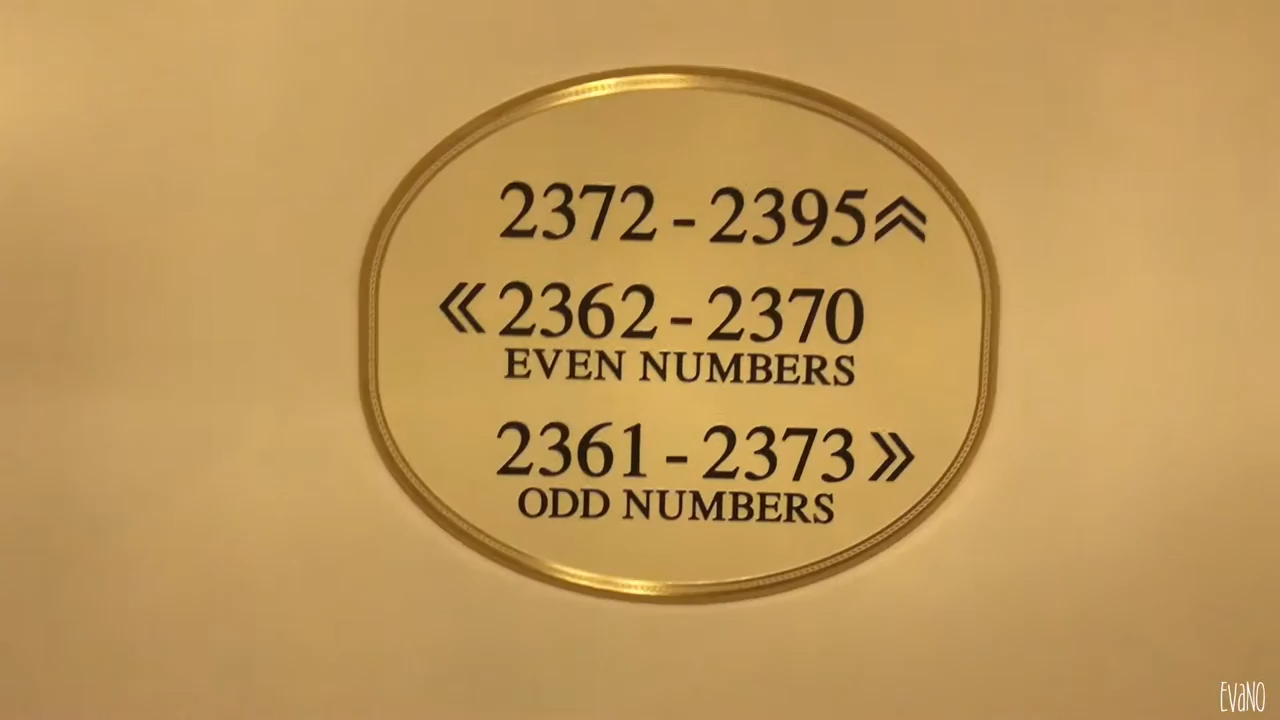 2372 - 2395 ︽
« 2362 - 2370
EVEN NUMBERS
2361 - 2373 »
ODD NUMBERS
EVaNO